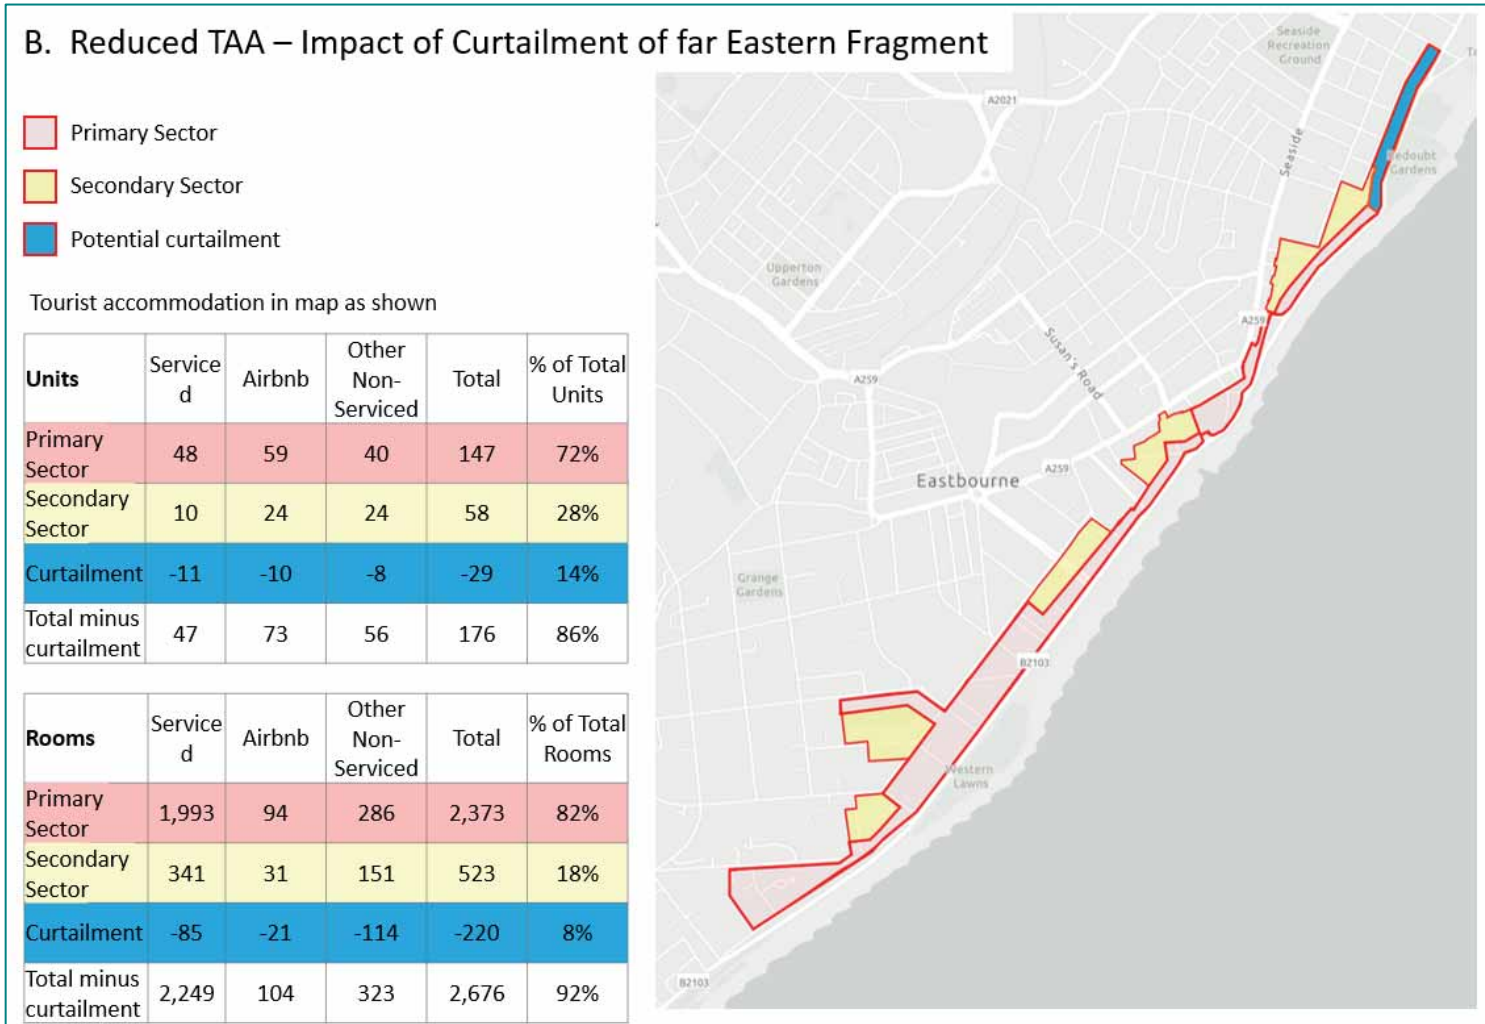 B. Reduced TAA – Impact of Curtailment of far Eastern Fragment
Primary Sector
Secondary Sector
Potential curtailment
Tourist accommodation in map as shown
Units Service d Airbnb Other Non- Serviced Total % of Total Units
Primary Sector 48 59 40 147 72%
Secondary Sector 10 24 24 58 28%
Curtailment -11 -10 -8 -29 14%
Total minus curtailment 47 73 56 176 86%
Rooms Service d Airbnb Other Non- Serviced Total % of Total Rooms
Primary Sector 1,993 94 286 2,373 82%
Secondary Sector 341 31 151 523 18%
Curtailment -85 -21 -114 -220 8%
Total minus curtailment 2,249 104 323 2,676 92%
Seaside
Recreation
Ground
A2021
Seaside
Redoubt
Gardens
Upperton
Gardens
A259
Susan's Road
A259
Eastbourne
A259
Grange
Gardens
B2103
Western
Lawns
B2103